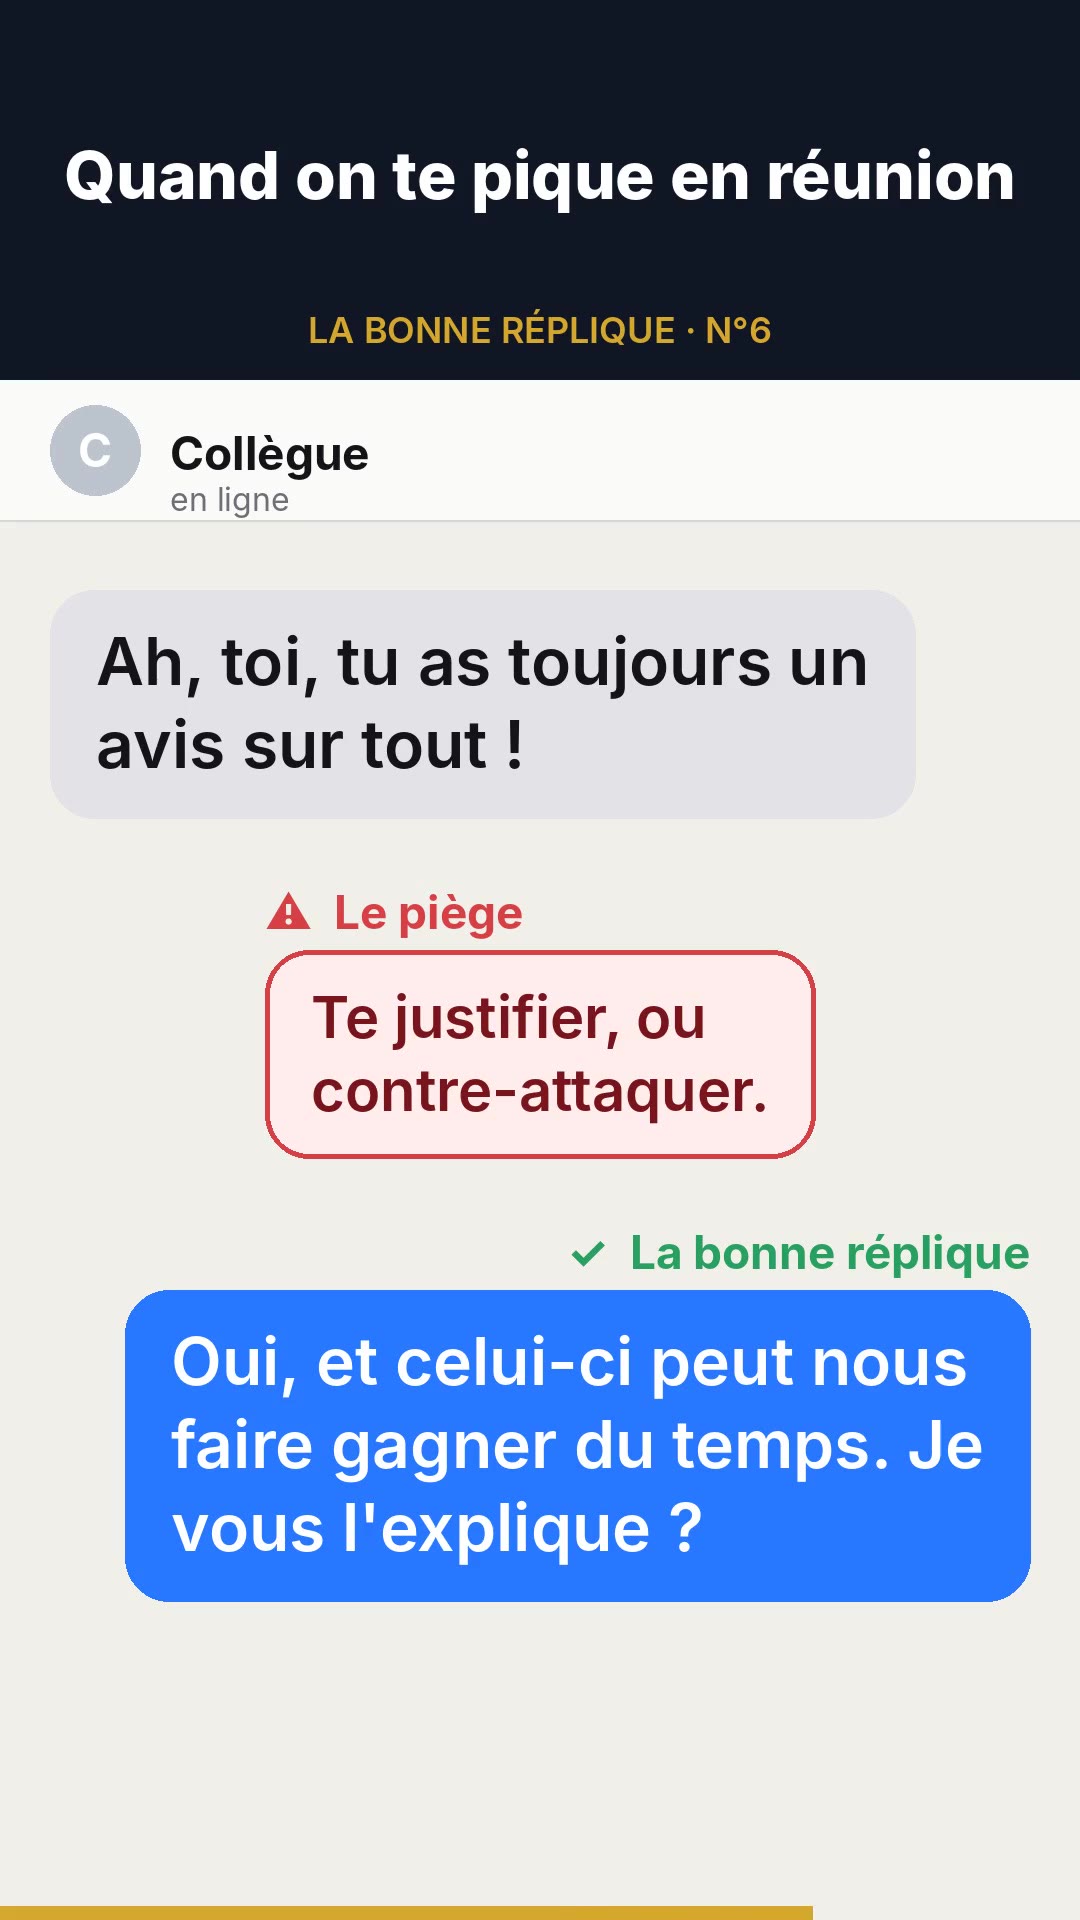 Quand on te pique en réunion
LA BONNE RÉPLIQUE · N°6
C
Collègue
en ligne
Ah, toi, tu as toujours un
avis sur tout !
⚠ Le piège
Te justifier, ou
contre-attaquer.
✓ La bonne réplique
Oui, et celui-ci peut nous
faire gagner du temps. Je
vous l'explique ?